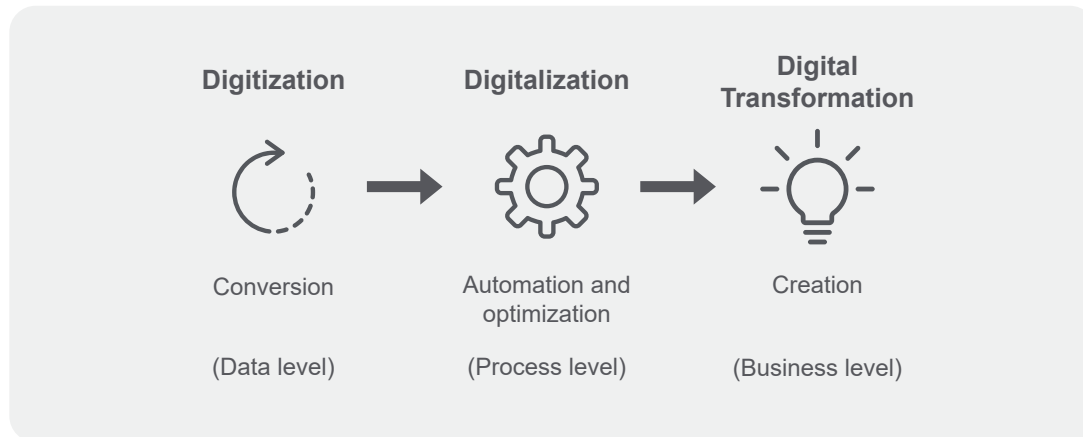 Digitization
Digitalization
Digital
Transformation
Conversion
Automation and
optimization
Creation
(Data level)
(Process level)
(Business level)